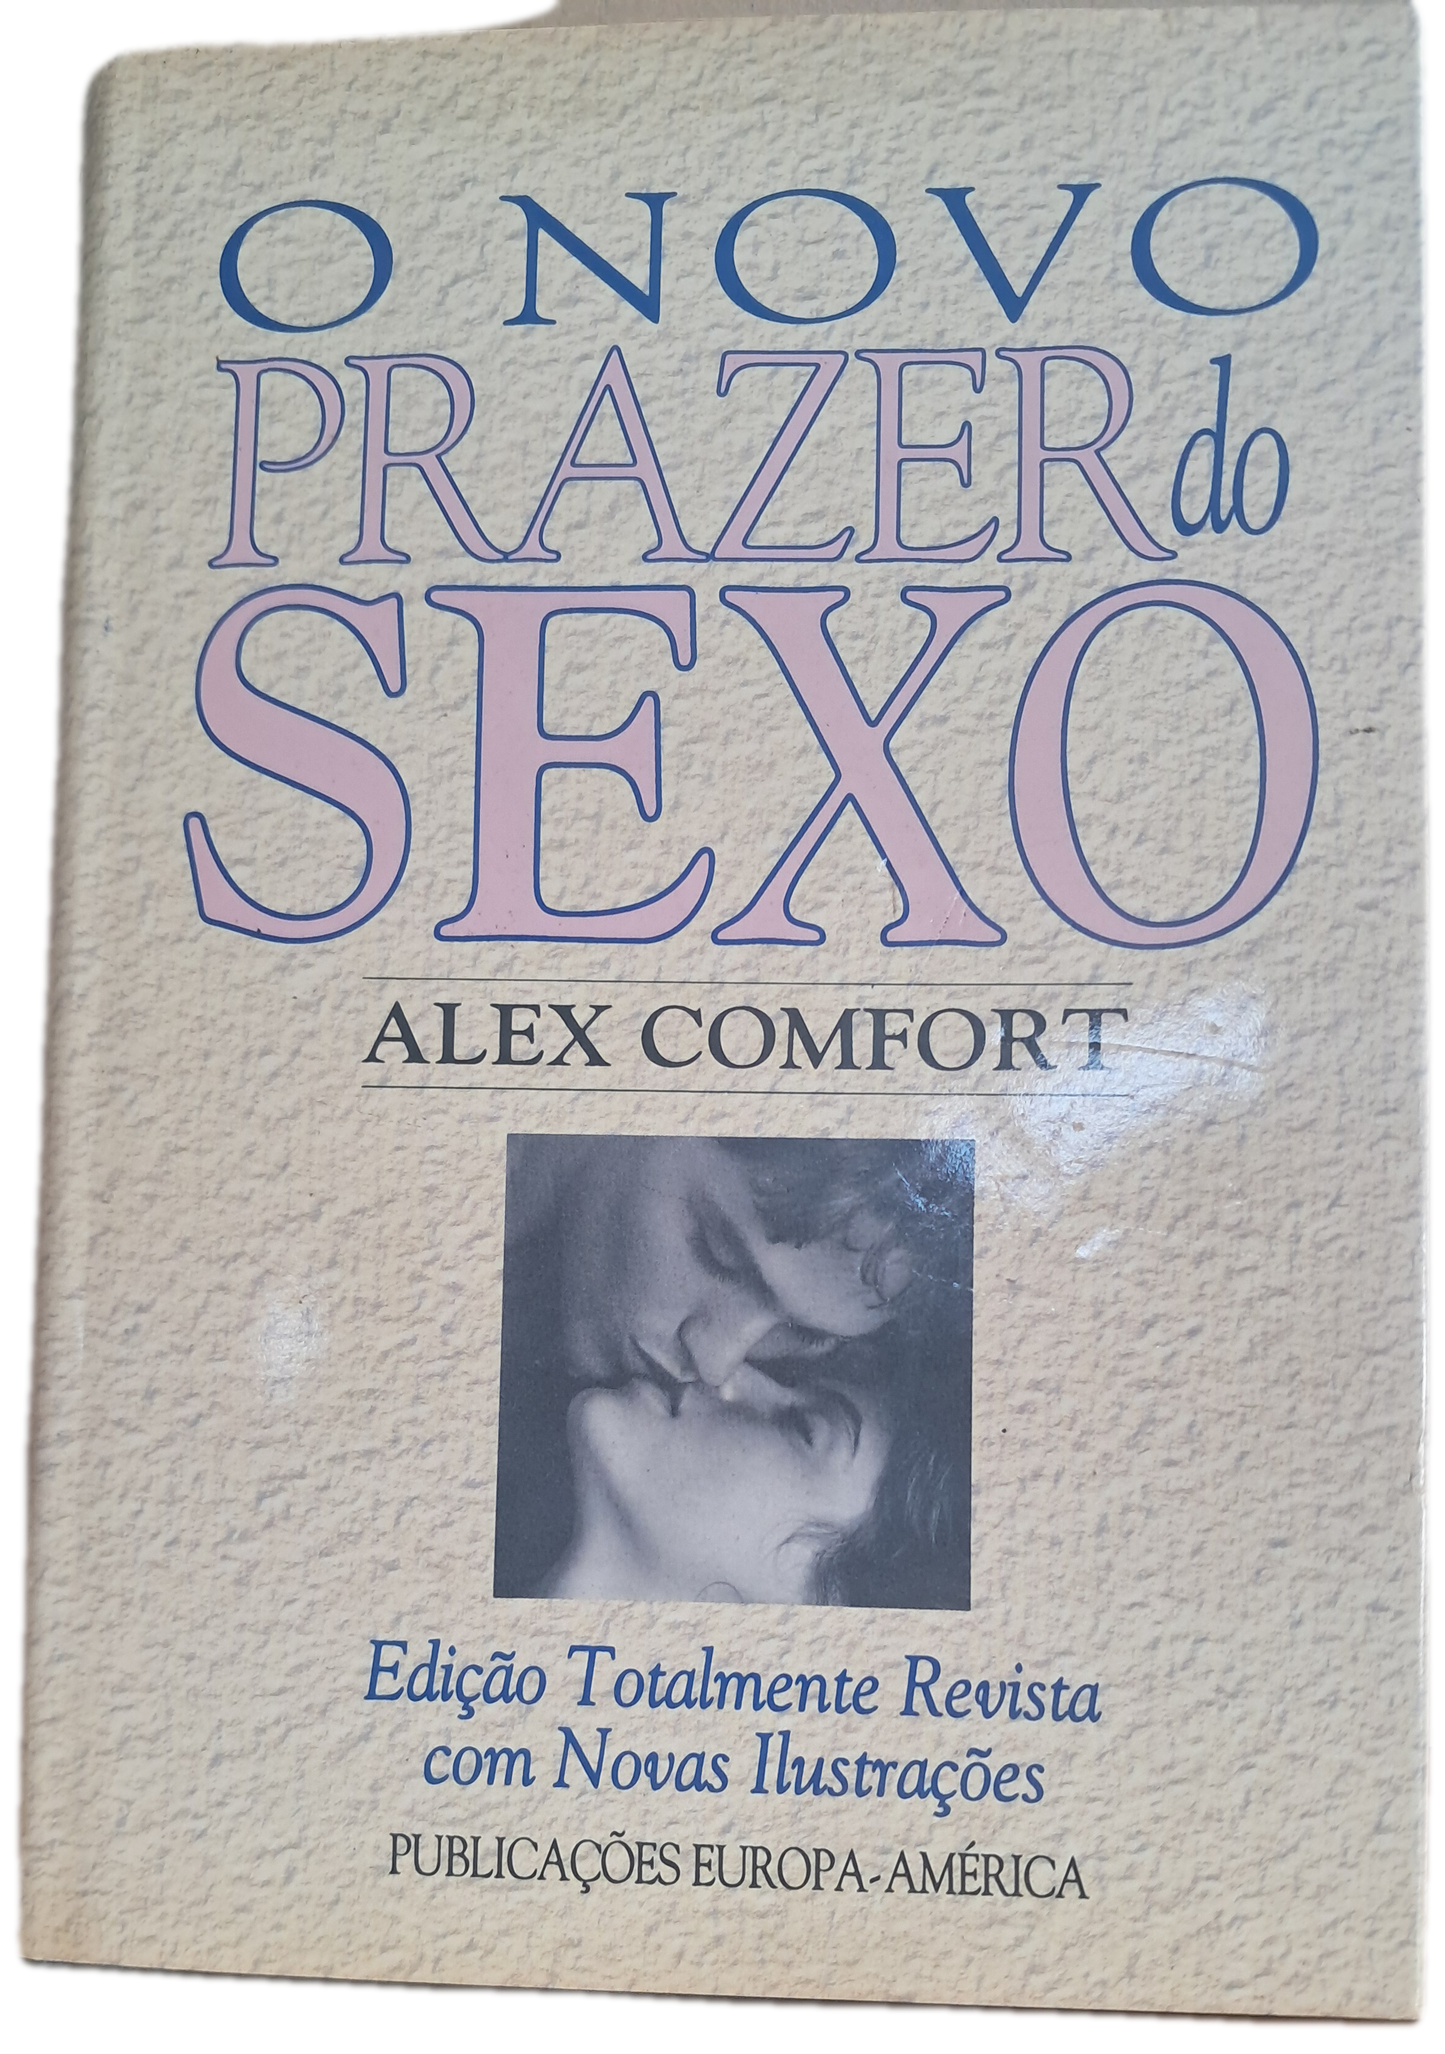 O NOVO
PRAZER do
SEXO
ALEX COMFORT
Edição Totalmente Revista
com Novas Ilustrações
PUBLICAÇÕES EUROPA-AMÉRICA